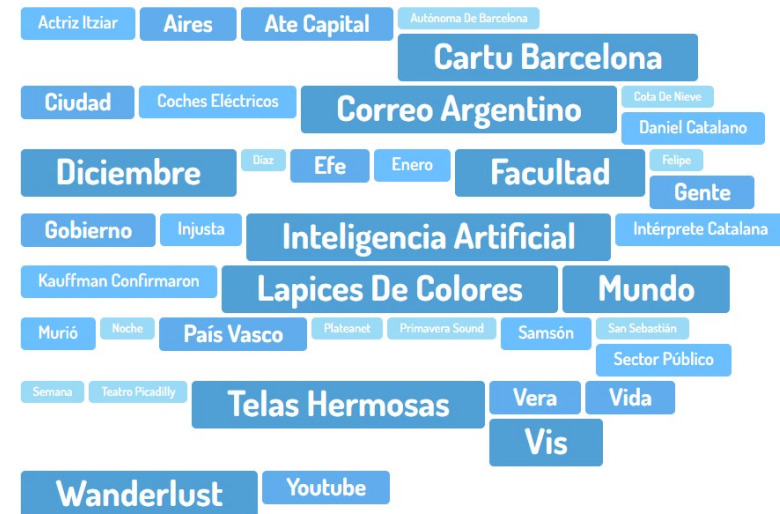 Actriz Itziar Aires Ate Capital Autónoma De Barcelona
Cartu Barcelona
Ciudad Coches Eléctricos Correo Argentino Cota De Nieve
Daniel Catalano
Diciembre Díaz Efe Enero Facultad Felipe
Gente
Gobierno Injusta Inteligencia Artificial Intérprete Catalana
Kauffman Confirmaron Lapices De Colores Mundo
Murió Noche País Vasco Plateanet Primavera Sound Samsón San Sebastián
Sector Público
Semana Teatro Picadilly Telas Hermosas Vera Vida
Vis
Wanderlust Youtube